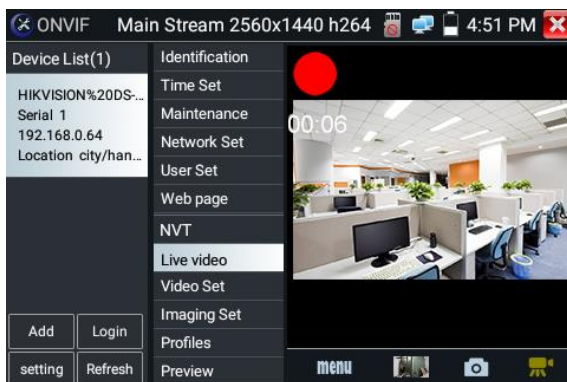 ONVIF Main Stream 2560x1440 h264 4:51 PM
Device List(1)
HIKVISION%20DS-...
Serial 1
192.168.0.64
Location city/han...
Add Login
setting Refresh
Identification
Time Set
Maintenance
Network Set
User Set
Web page
NVT
Live video
Video Set
Imaging Set
Profiles
Preview
00:06
menu